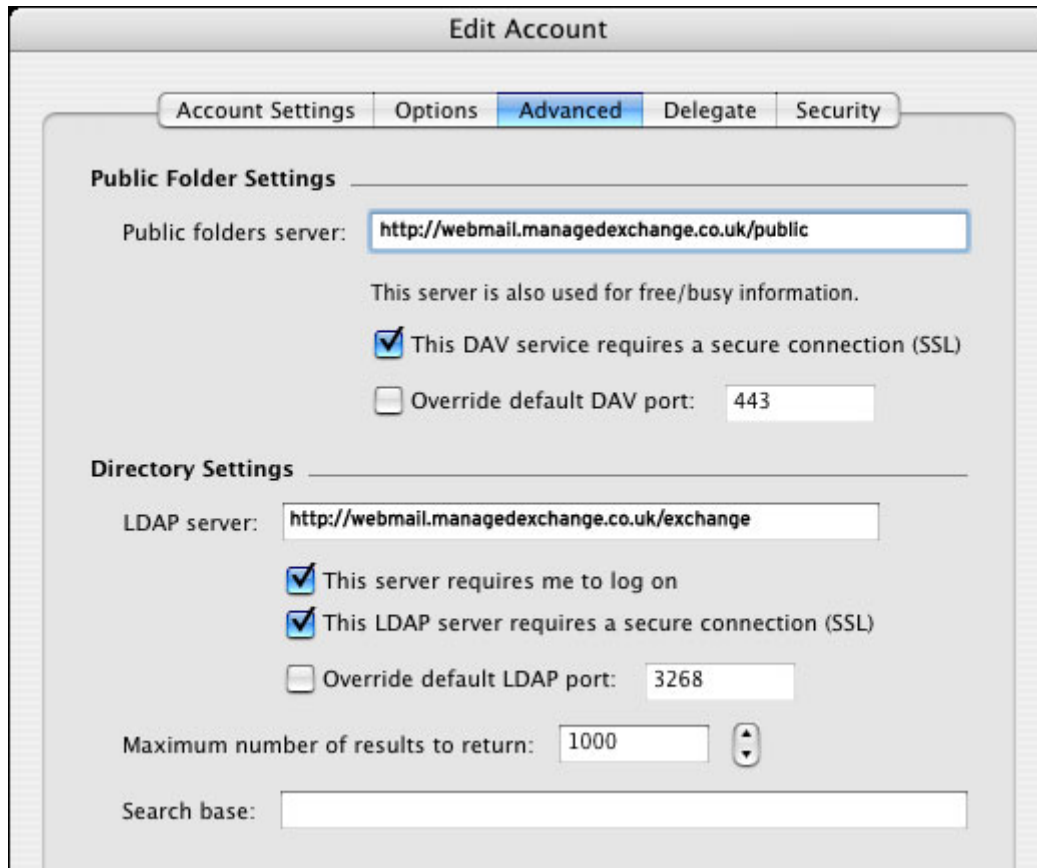 Edit Account
Account Settings Options Advanced Delegate Security
Public Folder Settings
Public folders server: http://webmail.managedexchange.co.uk/public
This server is also used for free/busy information.
This DAV service requires a secure connection (SSL)
Override default DAV port: 443
Directory Settings
LDAP server: http://webmail.managedexchange.co.uk/exchange
This server requires me to log on
This LDAP server requires a secure connection (SSL)
Override default LDAP port: 3268
Maximum number of results to return: 1000
Search base: